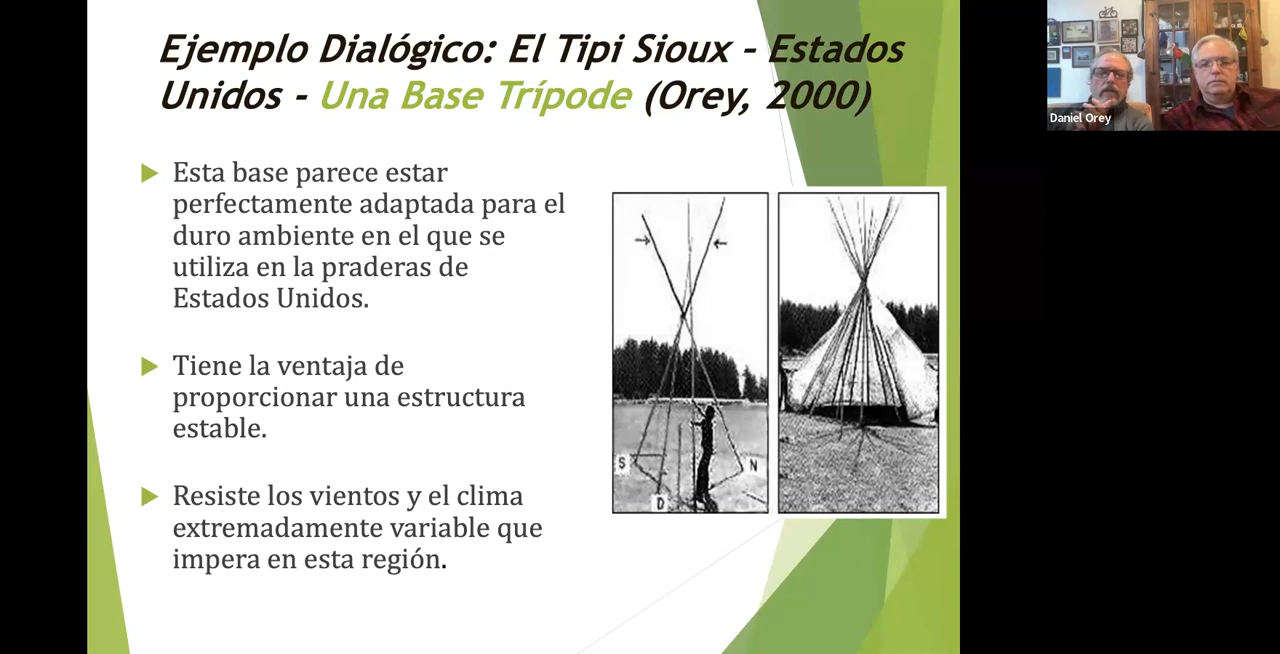 Ejemplo Dialógico: El Tipi Sioux - Estados
Unidos - Una Base Trípode (Orey, 2000)
Esta base parece estar
perfectamente adaptada para el
duro ambiente en el que se
utiliza en la praderas de
Estados Unidos.
Tiene la ventaja de
proporcionar una estructura
estable.
Resiste los vientos y el clima
extremadamente variable que
impera en esta región.
S
N
D
Daniel Orey